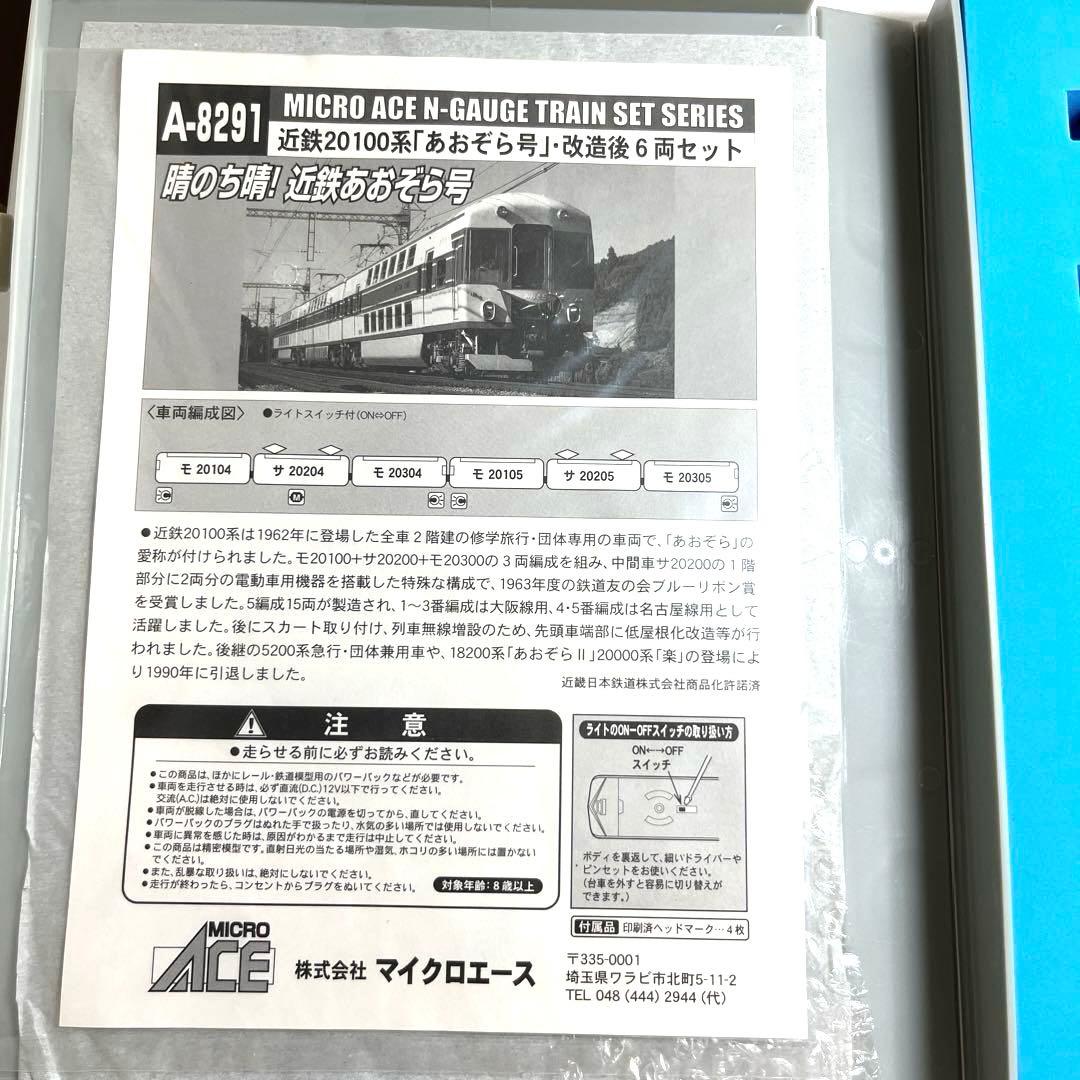 A-8291
MICRO ACE N-GAUGE TRAIN SET SERIES
近鉄20100系「あおぞら号」・改造後6両セット
晴のち晴! 近鉄あおぞら号
〈車両編成図〉 ●ライトスイッチ付(ON⇔OFF)
モ 20104 サ 20204 モ 20304 モ 20105 サ 20205 モ 20305
M
●近鉄20100系は1962年に登場した全車2階建の修学旅行・団体専用の車両で、「あおぞら」の
愛称が付けられました。モ20100+サ20200+モ20300の3両編成を組み、中間車サ20200の1階
部分に2両分の電動車用機器を搭載した特殊な構成で、1963年度の鉄道友の会ブルーリボン賞
を受賞しました。5編成15両が製造され、1〜3番編成は大阪線用、4・5番編成は名古屋線用として
活躍しました。後にスカート取り付け、列車無線増設のため、先頭車端部に低屋根化改造等が行
われました。後継の5200系急行・団体兼用車や、18200系「あおぞらⅡ」20000系「楽」の登場によ
り1990年に引退しました。
近畿日本鉄道株式会社商品化許諾済
注意
●走らせる前に必ずお読みください。
●この商品は、ほかにレール・鉄道模型用のパワーパックなどが必要です。
●車両を走行させる時は、必ず直流(D.C.)12V以下で行ってください。
交流(A.C.)は絶対に使用しないでください。
●車両が脱線した場合は、パワーパックの電源を切ってから、直してください。
●パワーパックのプラグはぬれた手で扱ったり、水気の多い場所では使用しないでください。
●車両に異常を感じた時は、原因がわかるまで走行は中止してください。
●この商品は精密模型です。直射日光の当たる場所や湿気、ホコリの多い場所には置かない
でください。
●また、乱暴な取り扱いは、絶対にしないでください。
●走行が終わったら、コンセントからプラグをぬいてください。
対象年齢:8歳以上
ライトのON-OFFスイッチの取り扱い方
ON←→OFF
スイッチ
ボディを裏返して、細いドライバーや
ピンセットをお使いください。
(台車を外すと容易に切り替えが
できます。)
付属品 印刷済ヘッドマーク…4枚
MICRO
ACE
株式会社 マイクロエース
〒335-0001
埼玉県ワラビ市北町5-11-2
TEL 048 (444) 2944 (代)